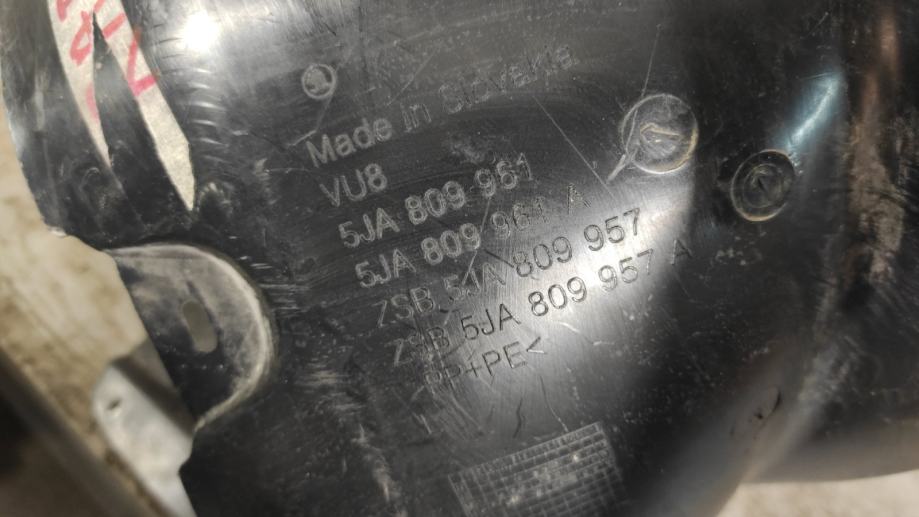 Made in Slovakia
VU8
5JA 809 961
5JA 809 961 A
ZSB 5JA 809 957
ZSB 5JA 809 957 A
PP+PE<